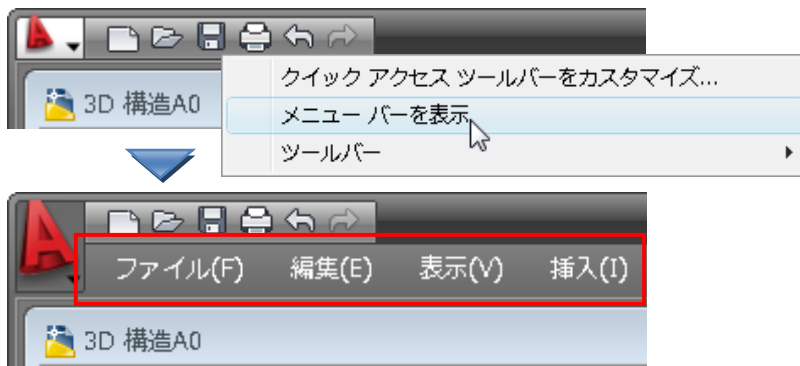 クイック アクセス ツールバーをカスタマイズ...
3D 構造A0
メニュー バーを表示
ツールバー
ファイル(F) 編集(E) 表示(V) 挿入(I)
3D 構造A0